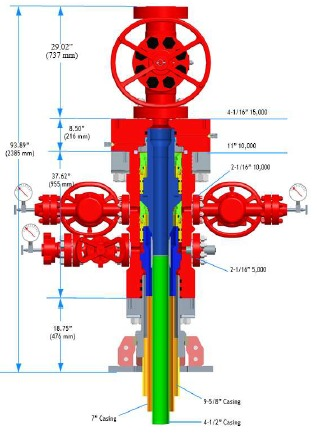 29.02"
(737 mm)
4-1/16" 15,000
8.50"
(216 mm)
93.89"
(2385 mm)
11" 10,000
2-1/16" 10,000
37.62"
(955 mm)
2-1/16" 5,000
18.75"
(476 mm)
9-5/8" Casing
7" Casing
4-1/2" Casing